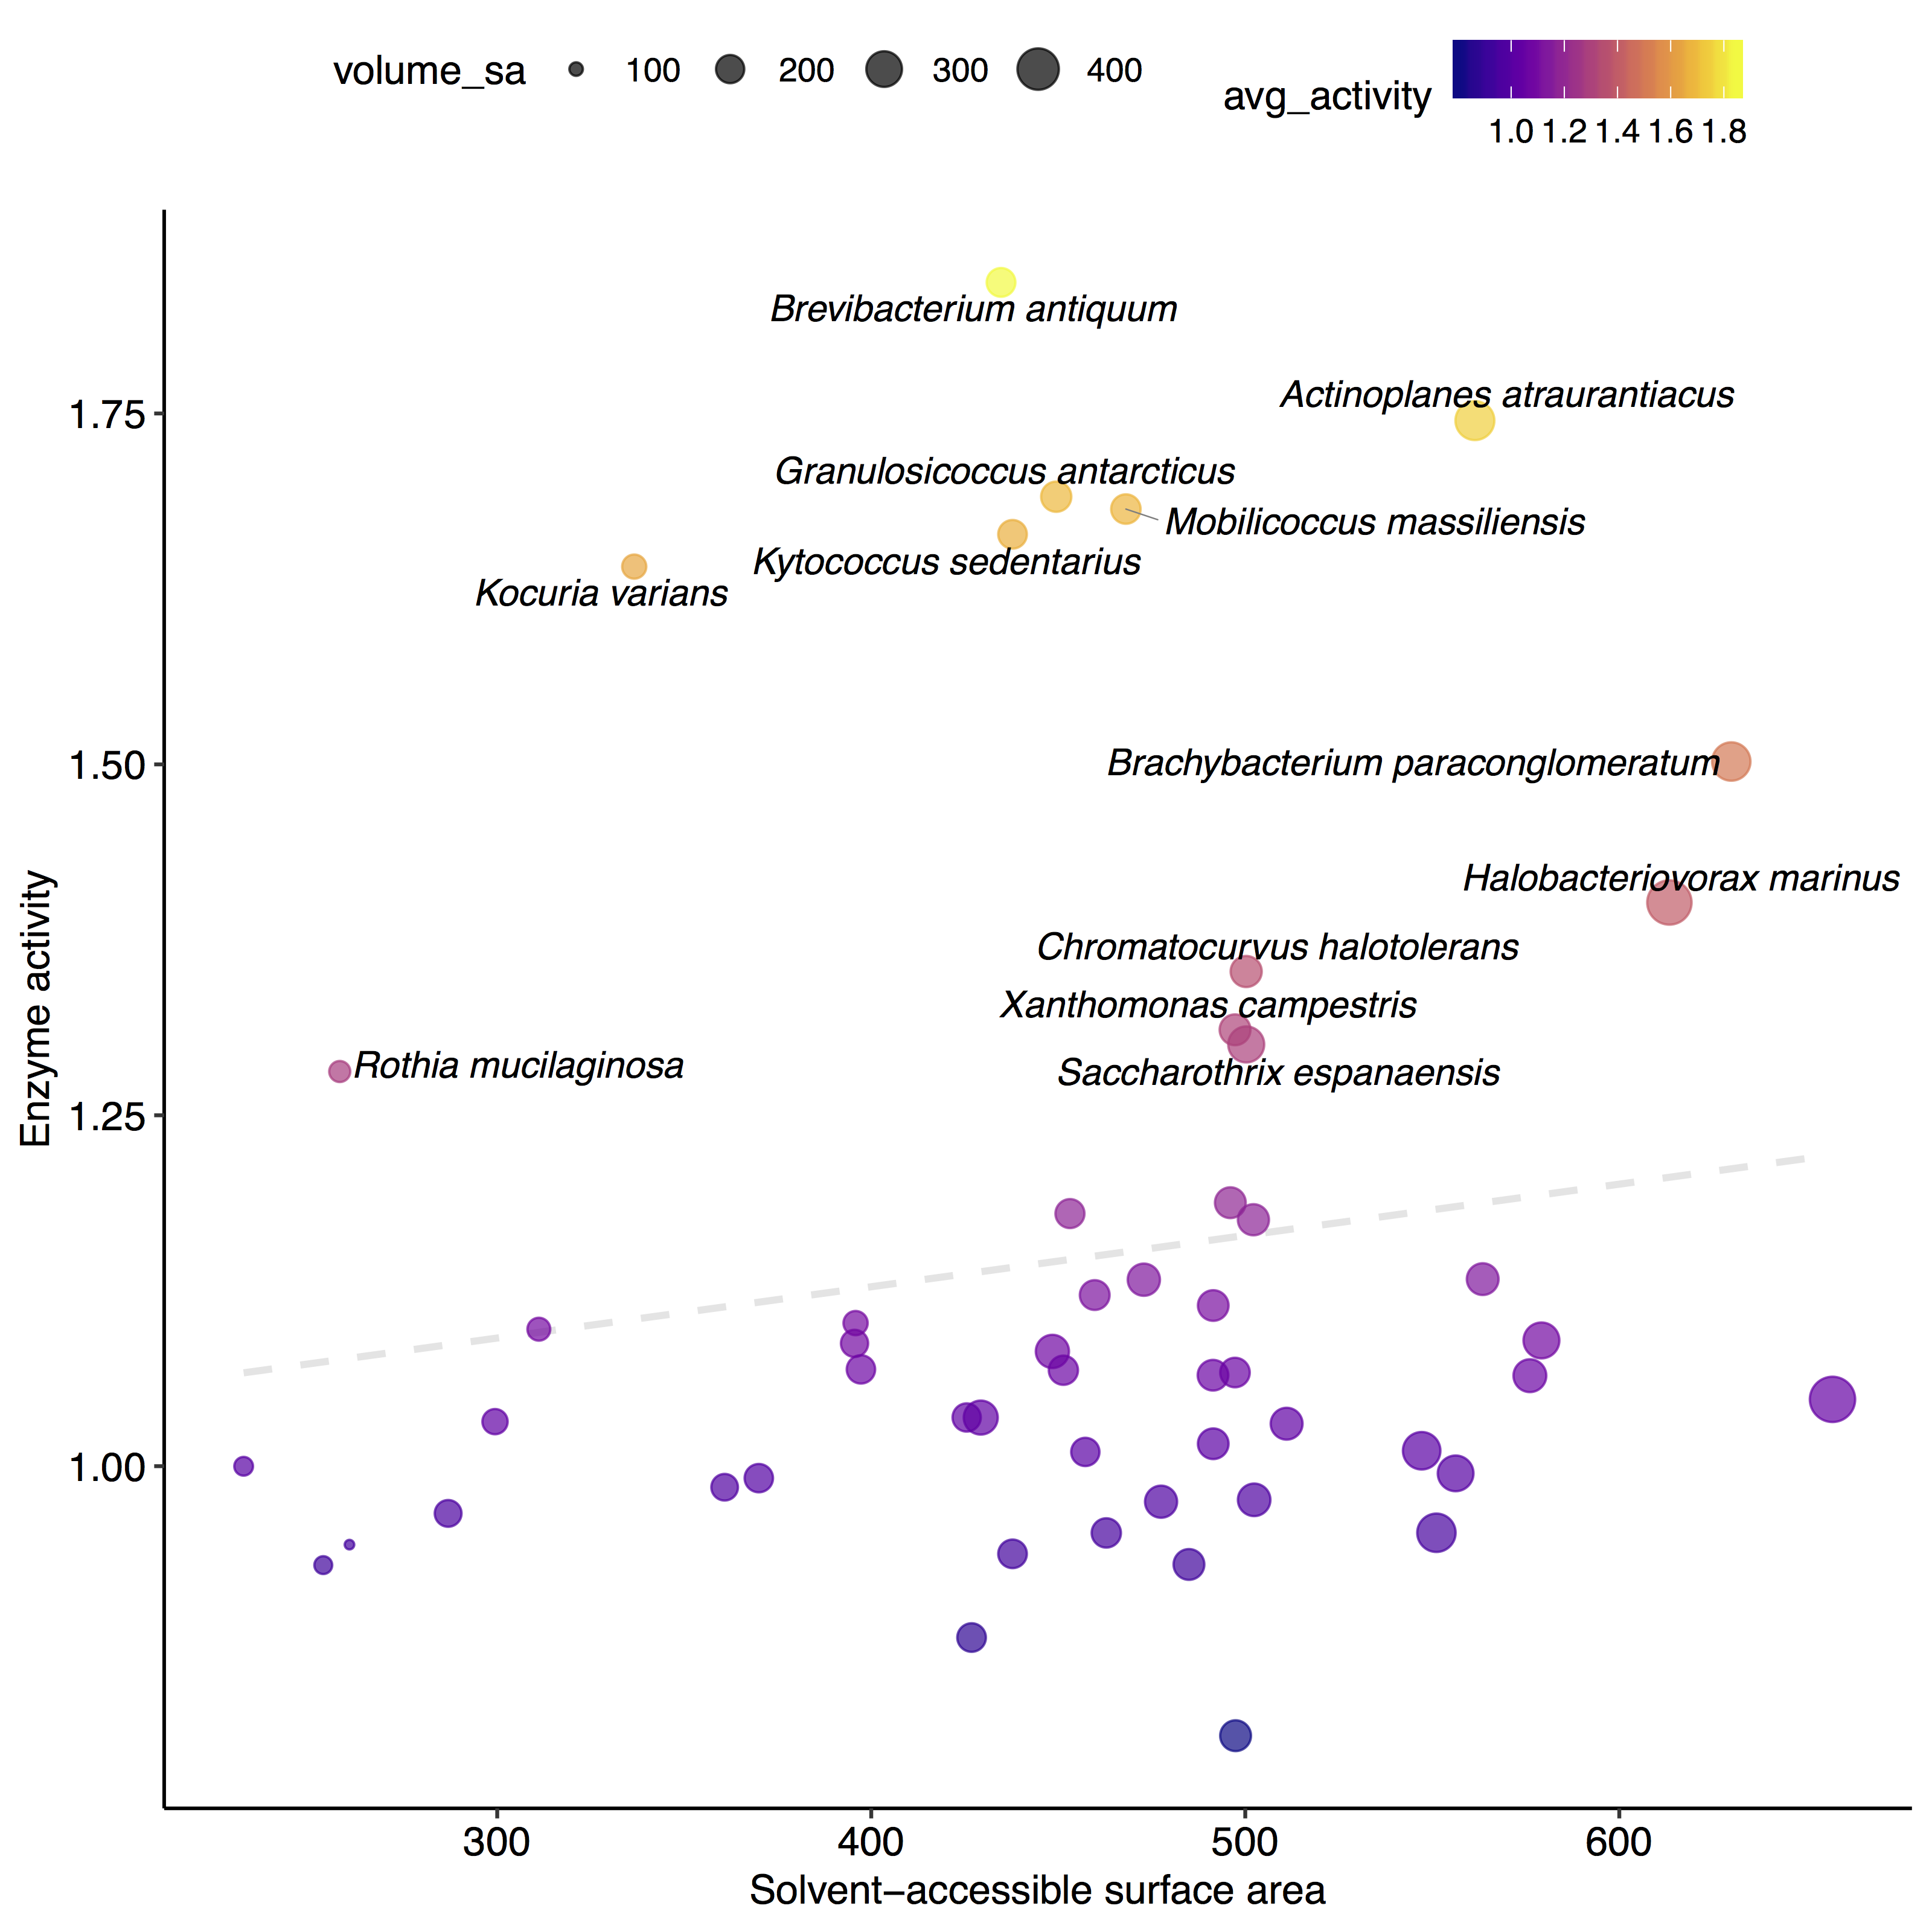 volume_sa 100 200 300 400
avg_activity
1.0 1.2 1.4 1.6 1.8
Brevibacterium antiquum
Actinoplanes atraurantiacus
1.75
Granulosicoccus antarcticus
Mobilicoccus massiliensis
Kytococcus sedentarius
Kocuria varians
1.50
Brachybacterium paraconglomeratum
Halobacteriovorax marinus
Chromatocurvus halotolerans
Xanthomonas campestris
Rothia mucilaginosa
Saccharothrix espanaensis
1.25
Enzyme activity
1.00
300 400 500 600
Solvent−accessible surface area